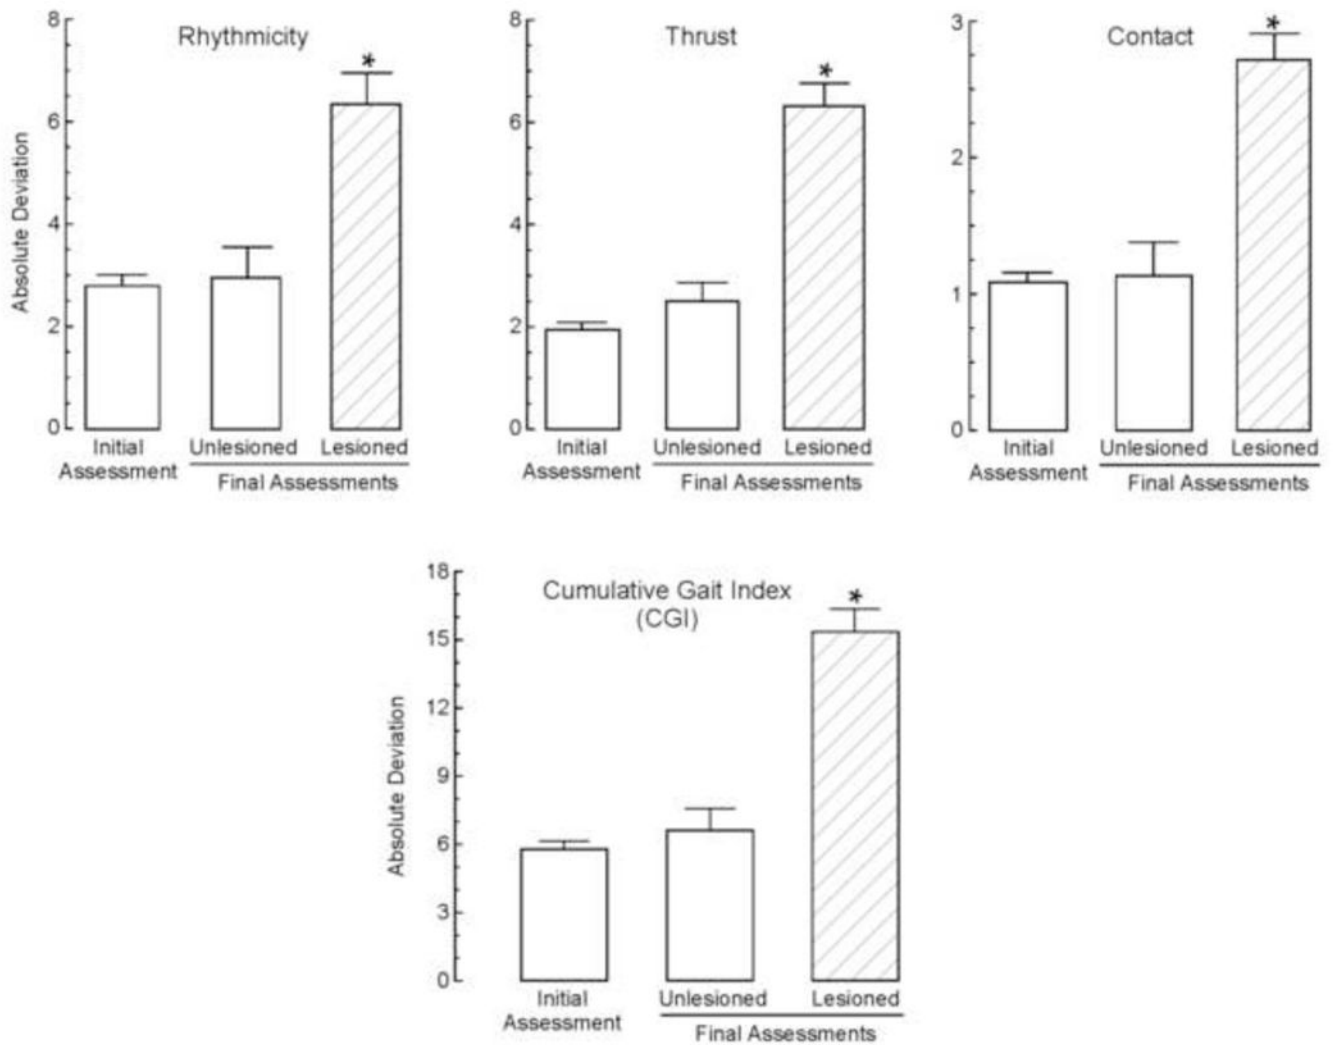 Rhythmicity
*
Absolute Deviation
8
6
4
2
0
Initial
Assessment
Unlesioned
Lesioned
Final Assessments
Thrust
*
8
6
4
2
0
Initial
Assessment
Unlesioned
Lesioned
Final Assessments
Contact
*
3
2
1
0
Initial
Assessment
Unlesioned
Lesioned
Final Assessments
Cumulative Gait Index
(CGI)
*
Absolute Deviation
18
15
12
9
6
3
0
Initial
Assessment
Unlesioned
Lesioned
Final Assessments